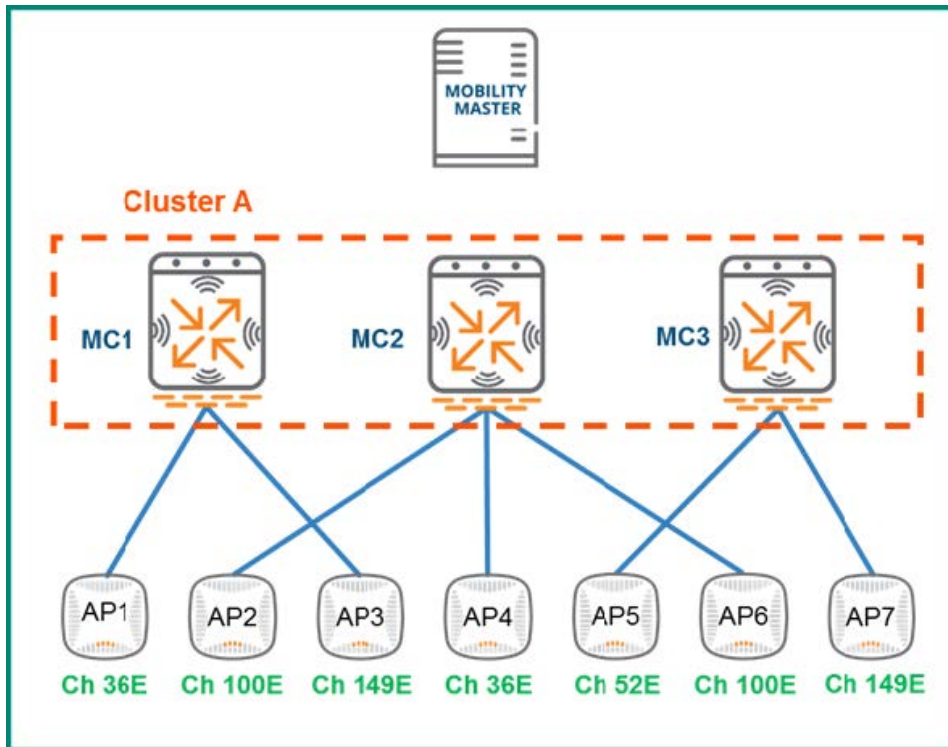 MOBILITY
MASTER
Cluster A
MC1
MC2
MC3
AP1
AP2
AP3
AP4
AP5
AP6
AP7
Ch 36E
Ch 100E
Ch 149E
Ch 36E
Ch 52E
Ch 100E
Ch 149E